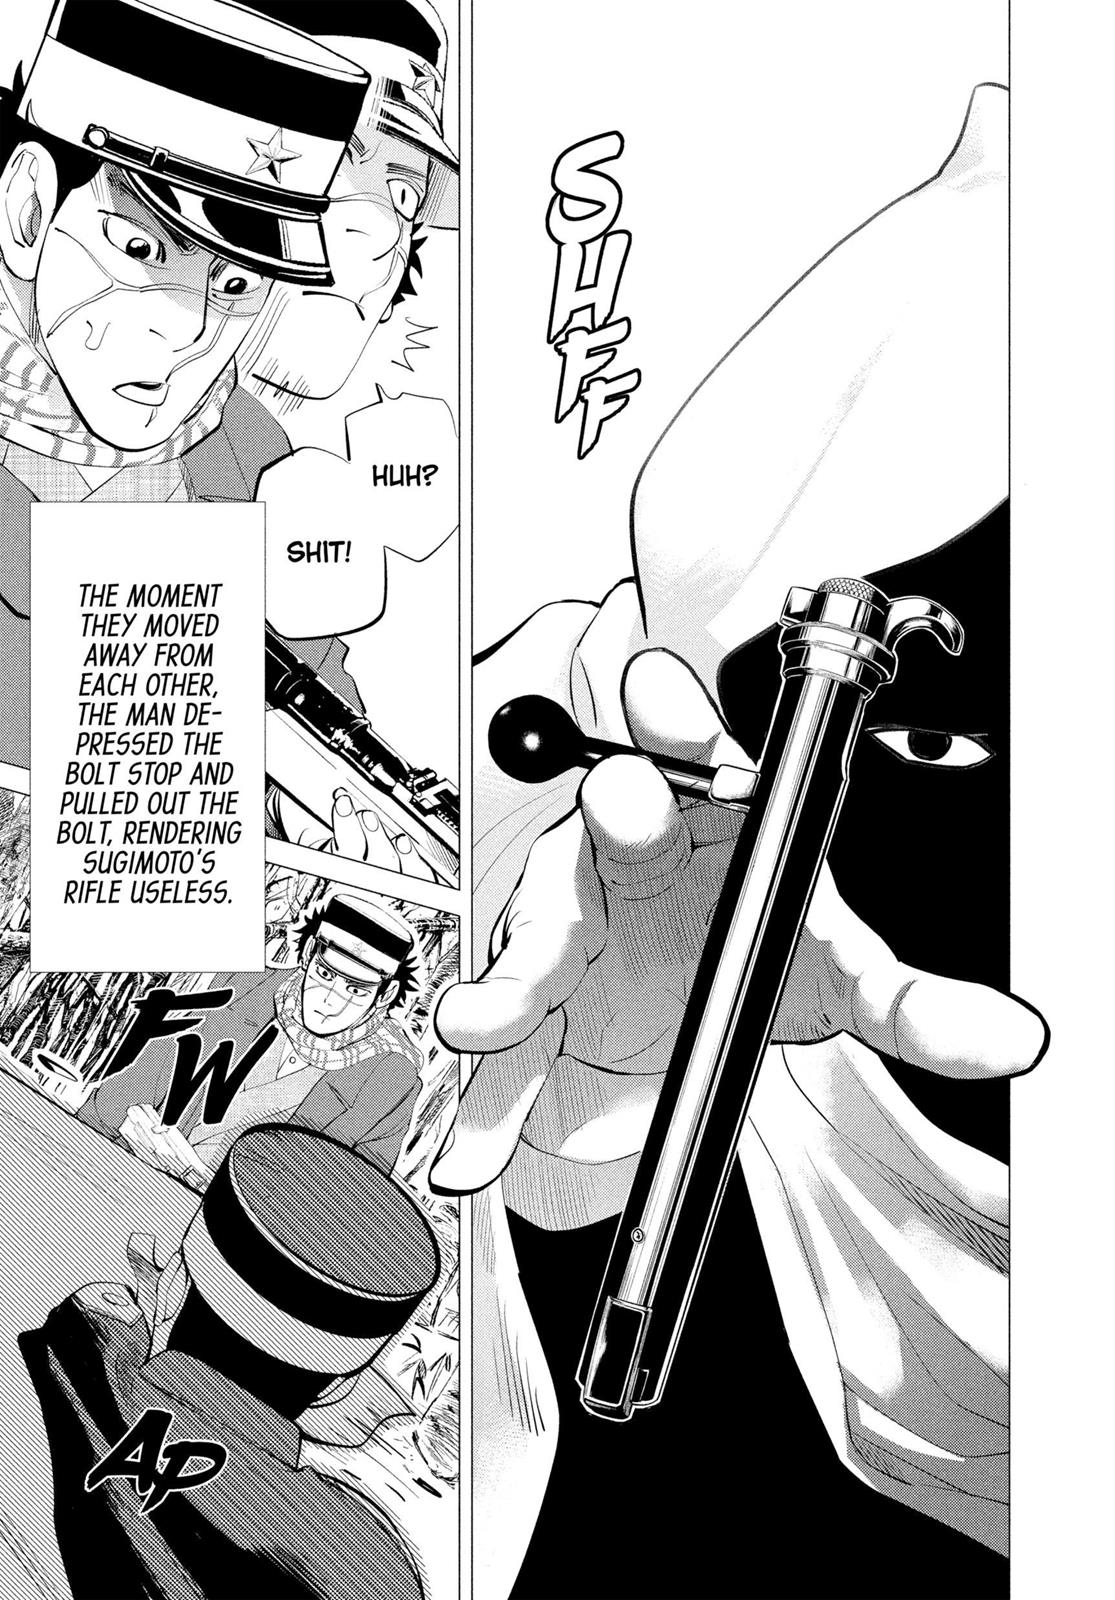 SHFF
HUH?
SHIT!
THE MOMENT
THEY MOVED
AWAY FROM
EACH OTHER,
THE MAN DE-
PRESSED THE
BOLT STOP AND
PULLED OUT THE
BOLT, RENDERING
SUGIMOTO'S
RIFLE USELESS.
FW
AP